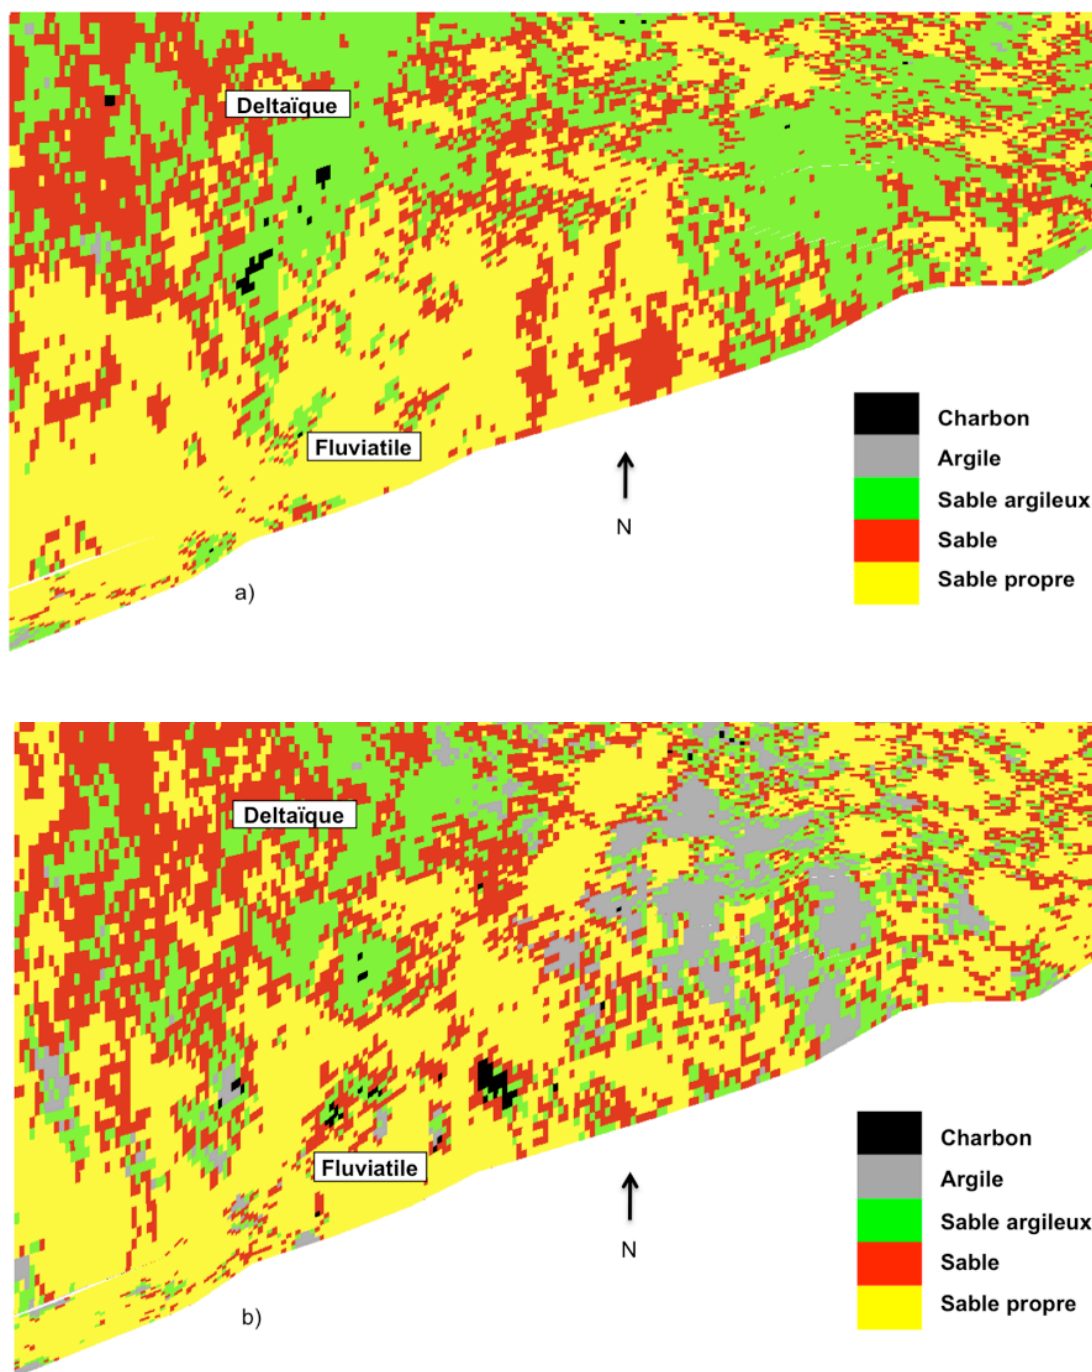 Deltaïque
Fluviatile
N
a)
Charbon
Argile
Sable argileux
Sable
Sable propre
Deltaïque
Fluviatile
N
b)
Charbon
Argile
Sable argileux
Sable
Sable propre